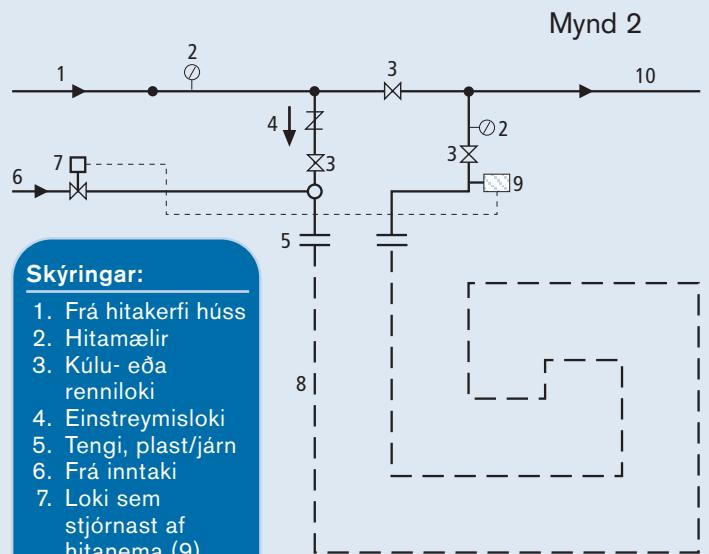 Mynd 2
2
1
3
10
4
2
3
3
7
6
9
5
8
Skýringar:
1. Frá hitakerfi húss
2. Hitamælir
3. Kúlu- eða
renniloki
4. Einstreymisloki
5. Tengi, plast/járn
6. Frá inntaki
7. Loki sem
stjórnast af
hitanema (9)